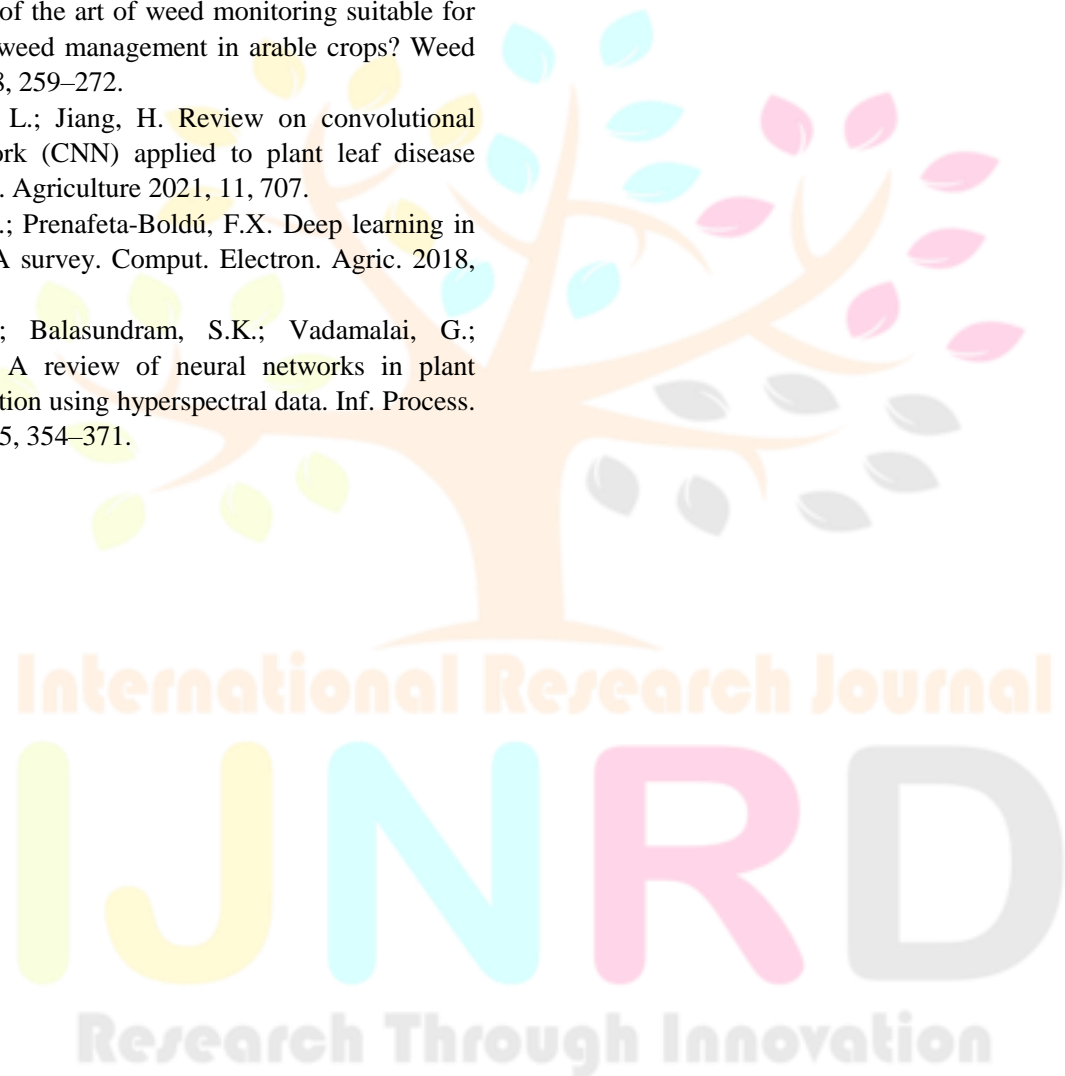 of the art of weed monitoring suitable for
weed management in arable crops? Weed
8, 259–272.
L.; Jiang, H. Review on convolutional
ork (CNN) applied to plant leaf disease
. Agriculture 2021, 11, 707.
.; Prenafeta-Boldú, F.X. Deep learning in
A survey. Comput. Electron. Agric. 2018,
; Balasundram, S.K.; Vadamalai, G.;
A review of neural networks in plant
tion using hyperspectral data. Inf. Process.
5, 354–371.
International Research Journal
IJNRD
Research Through Innovation